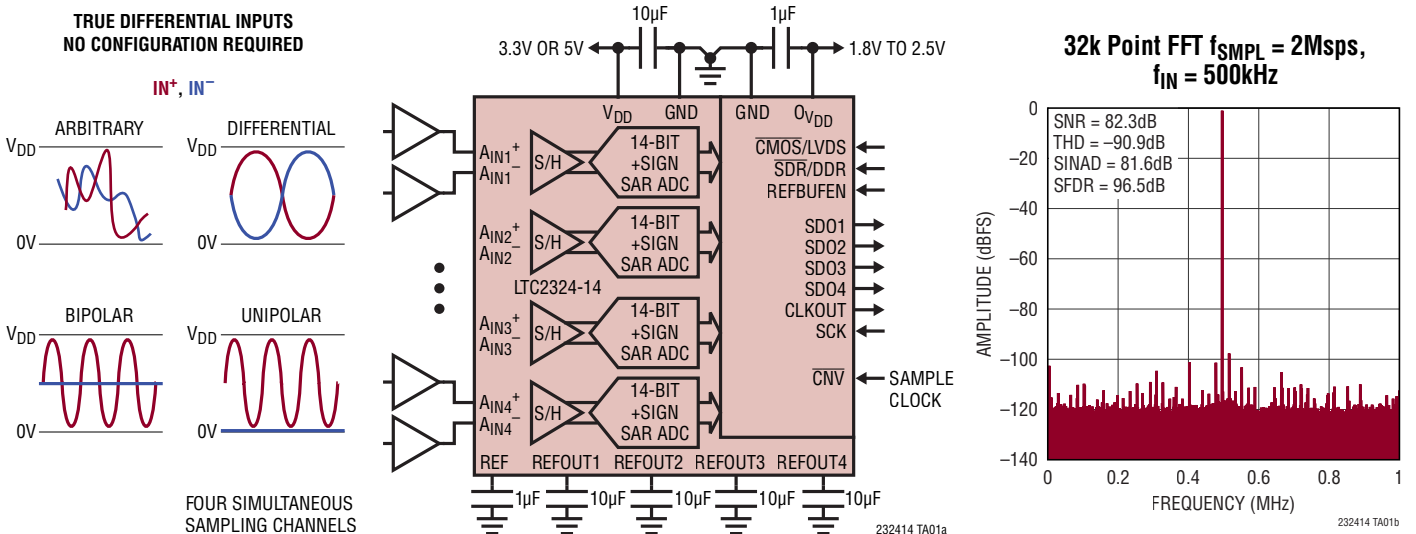 TRUE DIFFERENTIAL INPUTS
NO CONFIGURATION REQUIRED
IN+, IN−
ARBITRARY
VDD
0V
DIFFERENTIAL
VDD
0V
BIPOLAR
VDD
0V
UNIPOLAR
VDD
0V
FOUR SIMULTANEOUS
SAMPLING CHANNELS
10µF
1µF
3.3V OR 5V
1.8V TO 2.5V
VDD
GND
GND
OVDD
AIN1+
AIN1−
S/H
14-BIT
+SIGN
SAR ADC
AIN2+
AIN2−
S/H
14-BIT
+SIGN
SAR ADC
LTC2324-14
AIN3+
AIN3−
S/H
14-BIT
+SIGN
SAR ADC
AIN4+
AIN4−
S/H
14-BIT
+SIGN
SAR ADC
CMOS/LVDS
SDR/DDR
REFBUFEN
SDO1
SDO2
SDO3
SDO4
CLKOUT
SCK
CNV
SAMPLE
CLOCK
REF
REFOUT1
REFOUT2
REFOUT3
REFOUT4
1µF
10µF
10µF
10µF
10µF
232414 TA01a
32k Point FFT fSMPL = 2Msps,
fIN = 500kHz
SNR = 82.3dB
THD = −90.9dB
SINAD = 81.6dB
SFDR = 96.5dB
AMPLITUDE (dBFS)
0
−20
−40
−60
−80
−100
−120
−140
0
0.2
0.4
0.6
0.8
1
FREQUENCY (MHz)
232414 TA01b